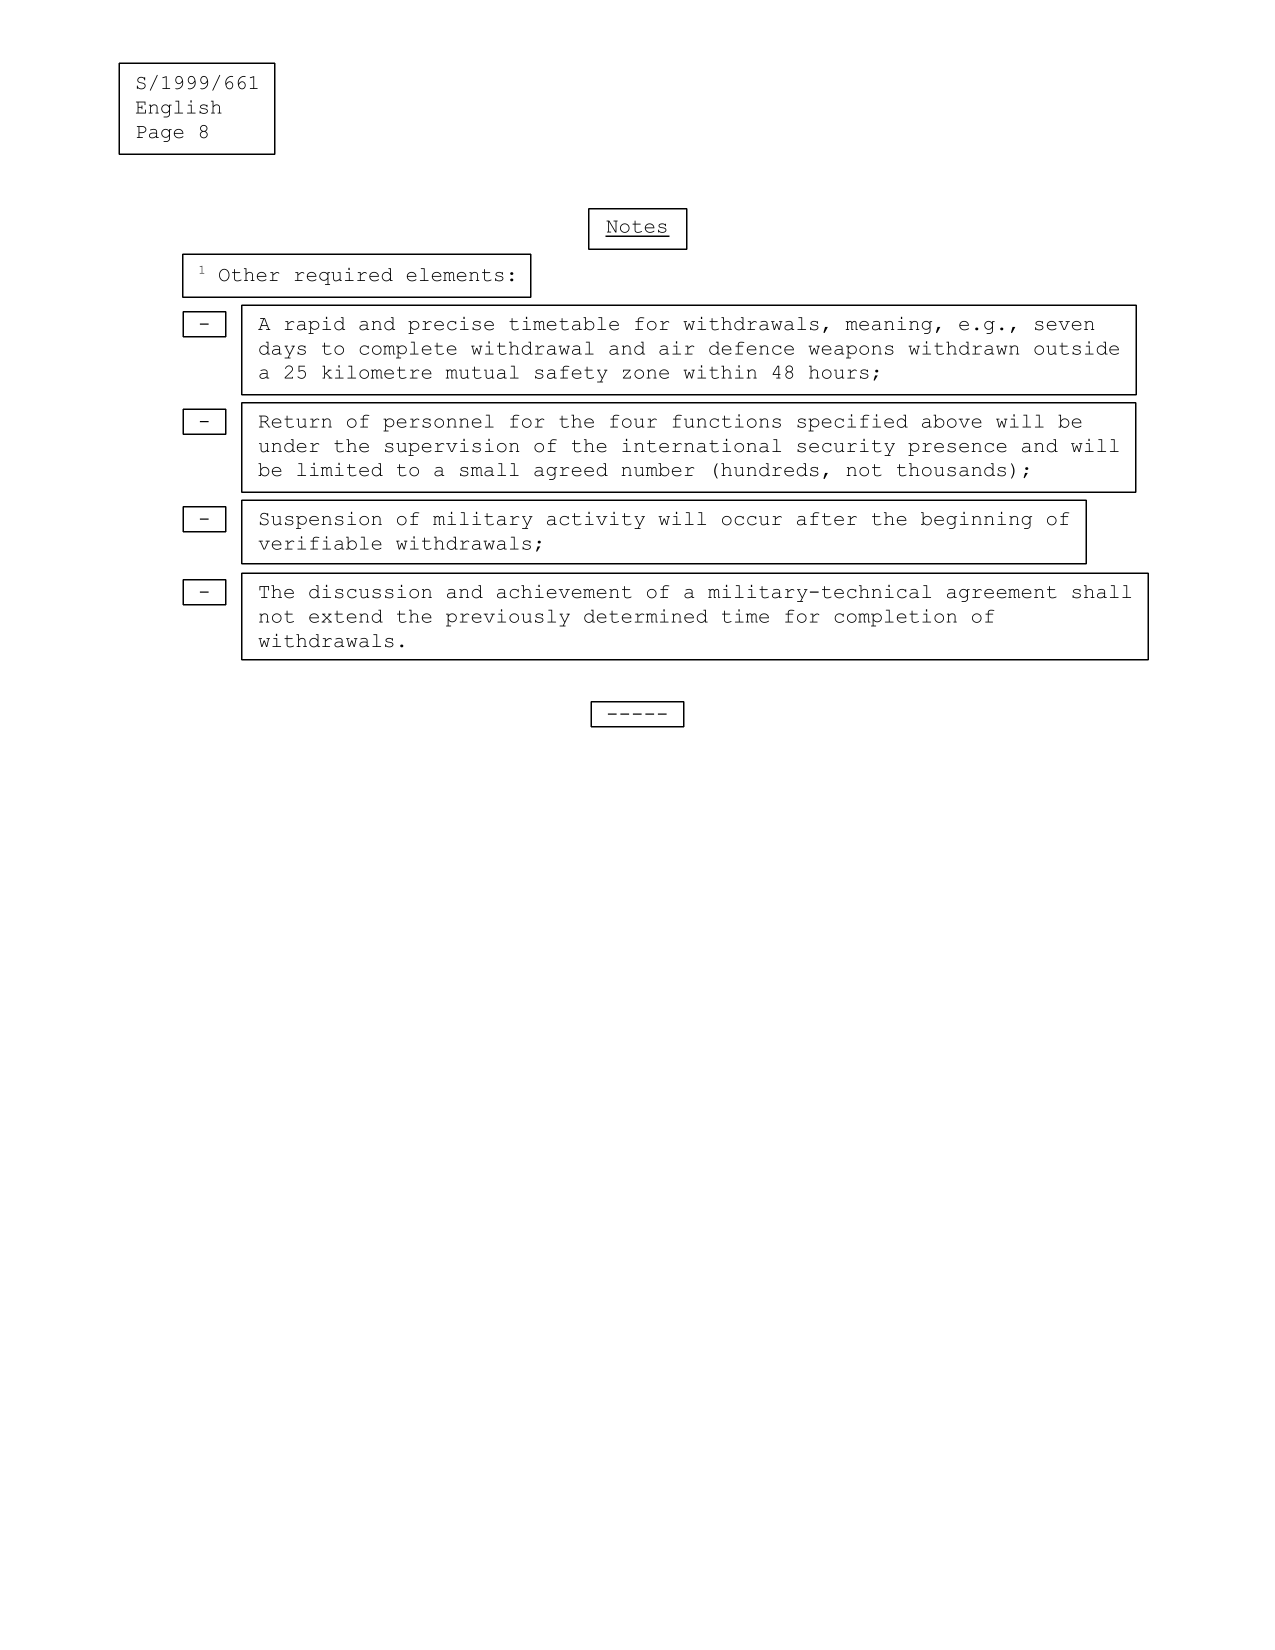 S/1999/661
English
Page 8
Notes
¹ Other required elements:
- A rapid and precise timetable for withdrawals, meaning, e.g., seven
days to complete withdrawal and air defence weapons withdrawn outside
a 25 kilometre mutual safety zone within 48 hours;
- Return of personnel for the four functions specified above will be
under the supervision of the international security presence and will
be limited to a small agreed number (hundreds, not thousands);
- Suspension of military activity will occur after the beginning of
verifiable withdrawals;
- The discussion and achievement of a military-technical agreement shall
not extend the previously determined time for completion of
withdrawals.
-----